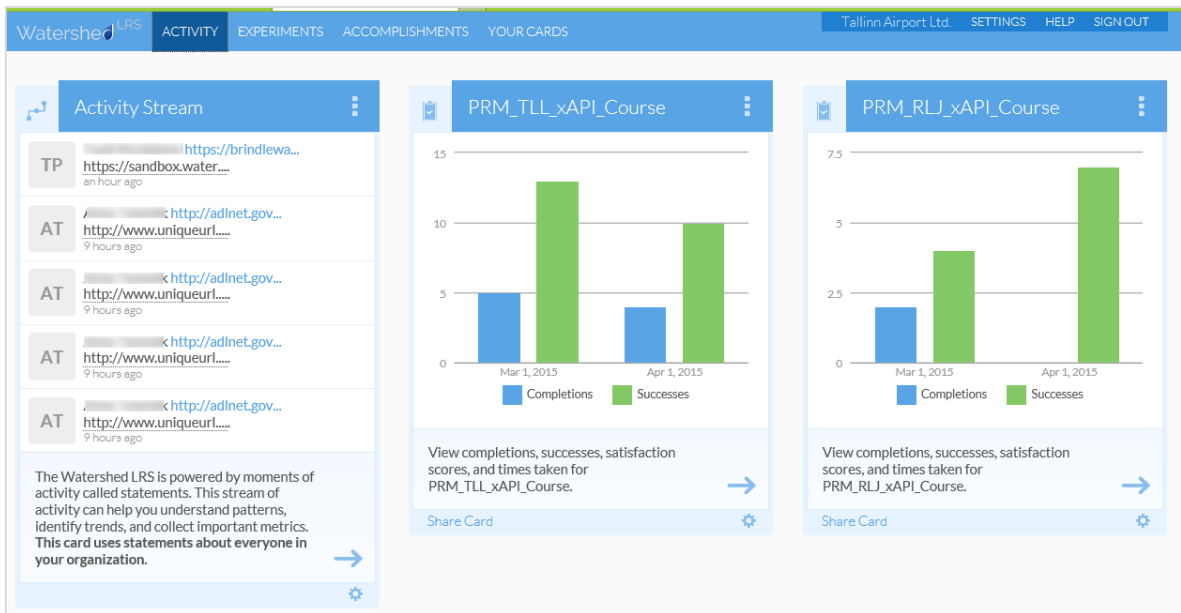 Watershed LRS ACTIVITY EXPERIMENTS ACCOMPLISHMENTS YOUR CARDS
Tallinn Airport Ltd. SETTINGS HELP SIGN OUT
Activity Stream
TP
https://brindlewa...
https://sandbox.water.....
an hour ago
AT
k http://adlnet.gov...
http://www.uniqueurl.....
9 hours ago
AT
k http://adlnet.gov...
http://www.uniqueurl.....
9 hours ago
AT
k http://adlnet.gov...
http://www.uniqueurl.....
9 hours ago
AT
k http://adlnet.gov...
http://www.uniqueurl.....
9 hours ago
The Watershed LRS is powered by moments of
activity called statements. This stream of
activity can help you understand patterns,
identify trends, and collect important metrics.
This card uses statements about everyone in
your organization.
PRM_TLL_xAPI_Course
15
10
5
0
Mar 1, 2015 Apr 1, 2015
Completions Successes
View completions, successes, satisfaction
scores, and times taken for
PRM_TLL_xAPI_Course.
Share Card
PRM_RLJ_xAPI_Course
7.5
5
2.5
0
Mar 1, 2015 Apr 1, 2015
Completions Successes
View completions, successes, satisfaction
scores, and times taken for
PRM_RLJ_xAPI_Course.
Share Card